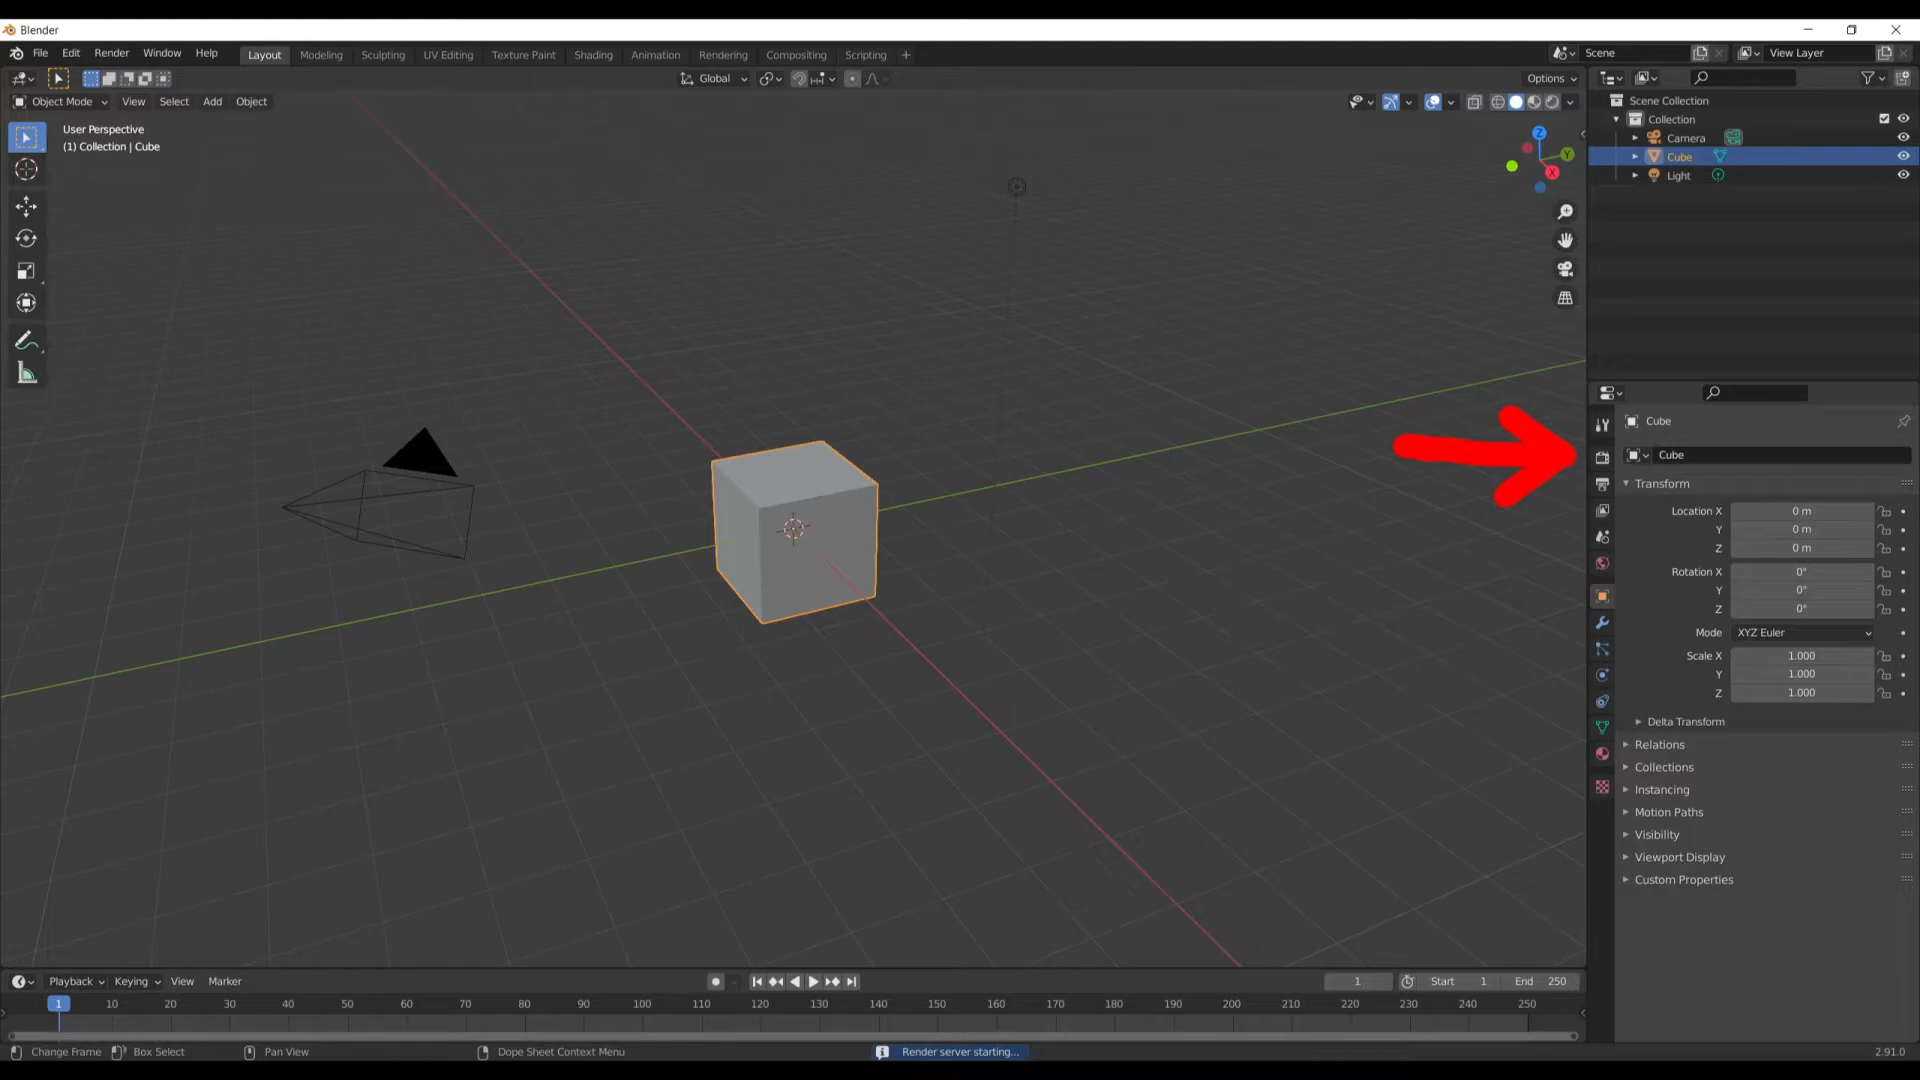 Blender
File Edit Render Window Help Layout Modeling Sculpting UV Editing Texture Paint Shading Animation Rendering Compositing Scripting + Scene View Layer
Global Options
Object Mode View Select Add Object
User Perspective
(1) Collection | Cube
Z
Y
X
Scene Collection
Collection
Camera
Cube
Light
Cube
Cube
Transform
Location X 0 m
Y 0 m
Z 0 m
Rotation X 0°
Y 0°
Z 0°
Mode XYZ Euler
Scale X 1.000
Y 1.000
Z 1.000
Delta Transform
Relations
Collections
Instancing
Motion Paths
Visibility
Viewport Display
Custom Properties
Playback Keying View Marker 1 Start 1 End 250
1 10 20 30 40 50 60 70 80 90 100 110 120 130 140 150 160 170 180 190 200 210 220 230 240 250
Change Frame Box Select Pan View Dope Sheet Context Menu Render server starting... 2.91.0